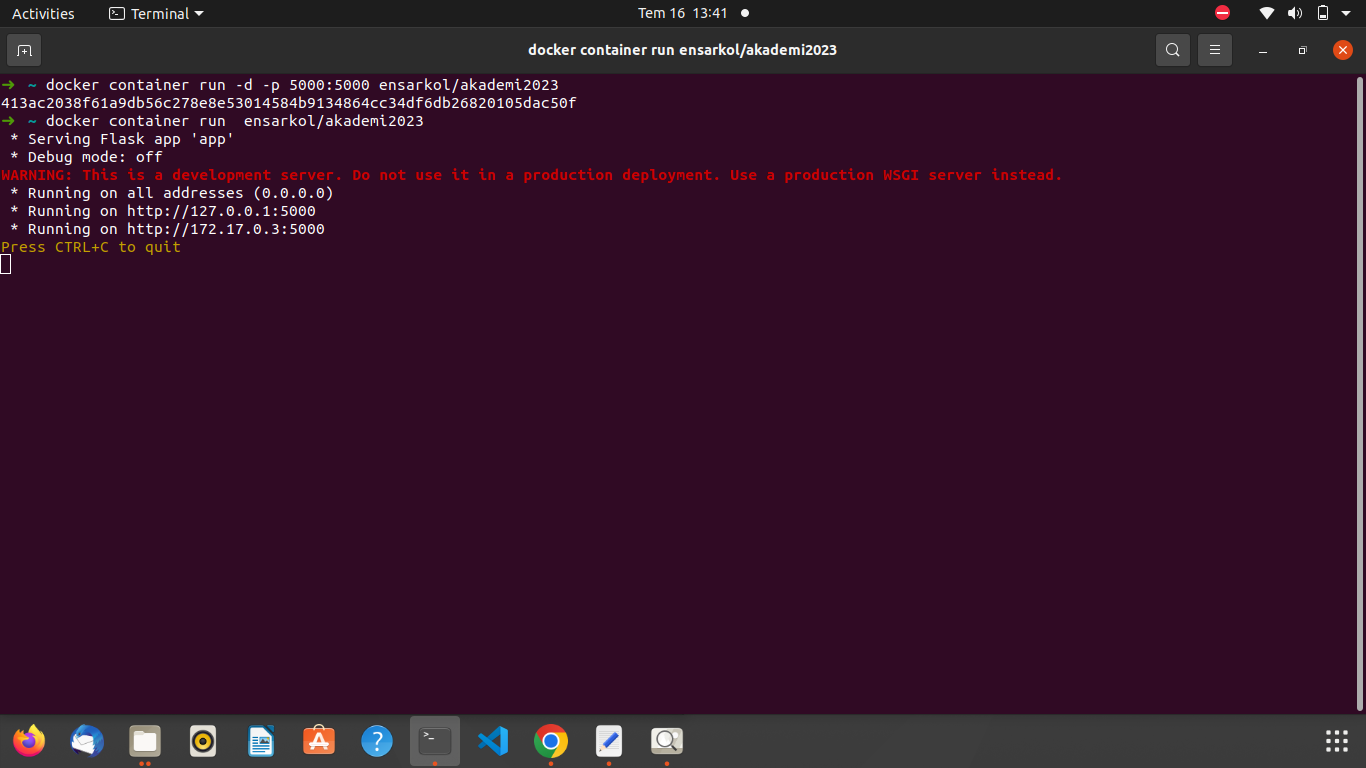 Activities
Terminal
Tem 16 13:41
docker container run ensarkol/akademi2023
➜ ~ docker container run -d -p 5000:5000 ensarkol/akademi2023
413ac2038f61a9db56c278e8e53014584b9134864cc34df6db26820105dac50f
➜ ~ docker container run  ensarkol/akademi2023
 * Serving Flask app 'app'
 * Debug mode: off
WARNING: This is a development server. Do not use it in a production deployment. Use a production WSGI server instead.
 * Running on all addresses (0.0.0.0)
 * Running on http://127.0.0.1:5000
 * Running on http://172.17.0.3:5000
Press CTRL+C to quit